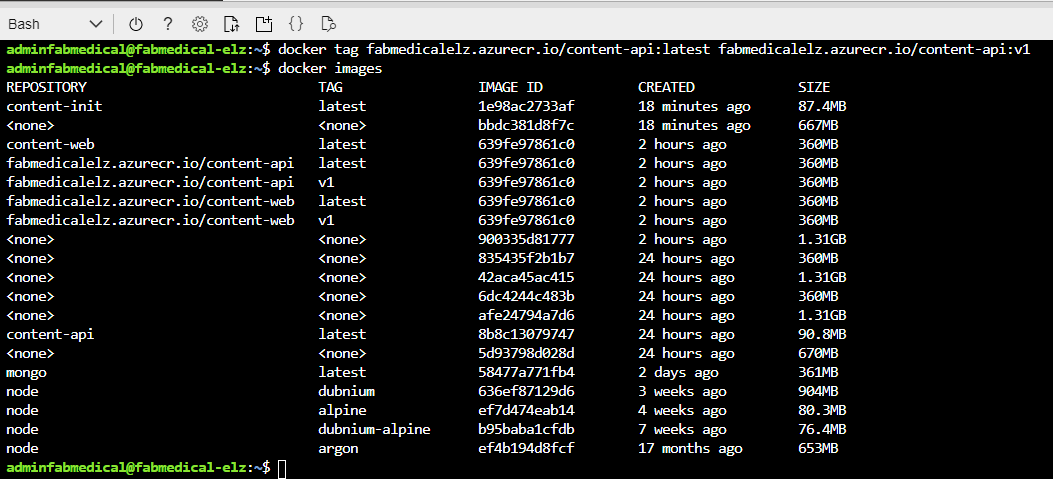 Bash
adminfabmedical@fabmedical-elz:~$ docker tag fabmedicalelz.azurecr.io/content-api:latest fabmedicalelz.azurecr.io/content-api:v1
adminfabmedical@fabmedical-elz:~$ docker images
REPOSITORY TAG IMAGE ID CREATED SIZE
content-init latest 1e98ac2733af 18 minutes ago 87.4MB
<none> <none> bbdc381d8f7c 18 minutes ago 667MB
content-web latest 639fe97861c0 2 hours ago 360MB
fabmedicalelz.azurecr.io/content-api latest 639fe97861c0 2 hours ago 360MB
fabmedicalelz.azurecr.io/content-api v1 639fe97861c0 2 hours ago 360MB
fabmedicalelz.azurecr.io/content-web latest 639fe97861c0 2 hours ago 360MB
fabmedicalelz.azurecr.io/content-web v1 639fe97861c0 2 hours ago 360MB
<none> <none> 900335d81777 2 hours ago 1.31GB
<none> <none> 835435f2b1b7 24 hours ago 360MB
<none> <none> 42aca45ac415 24 hours ago 1.31GB
<none> <none> 6dc4244c483b 24 hours ago 360MB
<none> <none> afe24794a7d6 24 hours ago 1.31GB
content-api latest 8b8c13079747 24 hours ago 90.8MB
<none> <none> 5d93798d028d 24 hours ago 670MB
mongo latest 58477a771fb4 2 days ago 361MB
node dubnium 636ef87129d6 3 weeks ago 904MB
node alpine ef7d474eab14 4 weeks ago 80.3MB
node dubnium-alpine b95baba1cfdb 7 weeks ago 76.4MB
node argon ef4b194d8fcf 17 months ago 653MB
adminfabmedical@fabmedical-elz:~$